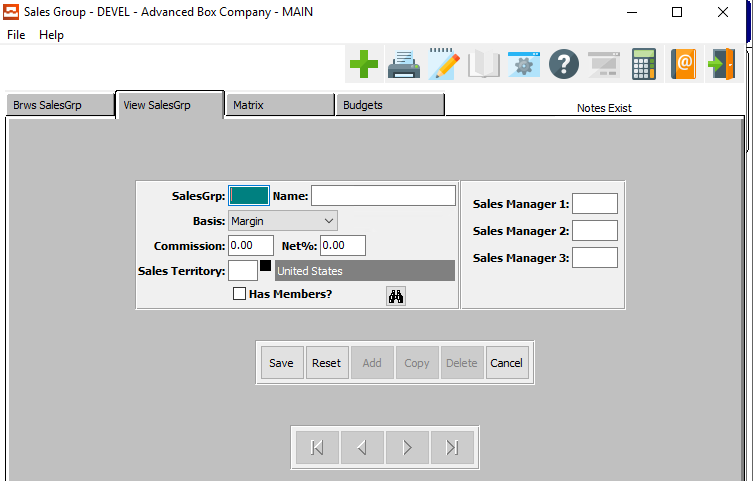 Sales Group - DEVEL - Advanced Box Company - MAIN
File Help
Brws SalesGrp View SalesGrp Matrix Budgets Notes Exist
SalesGrp: Name:
Basis: Margin
Commission: 0.00 Net%: 0.00
Sales Territory: United States
Has Members?
Sales Manager 1:
Sales Manager 2:
Sales Manager 3:
Save Reset Add Copy Delete Cancel